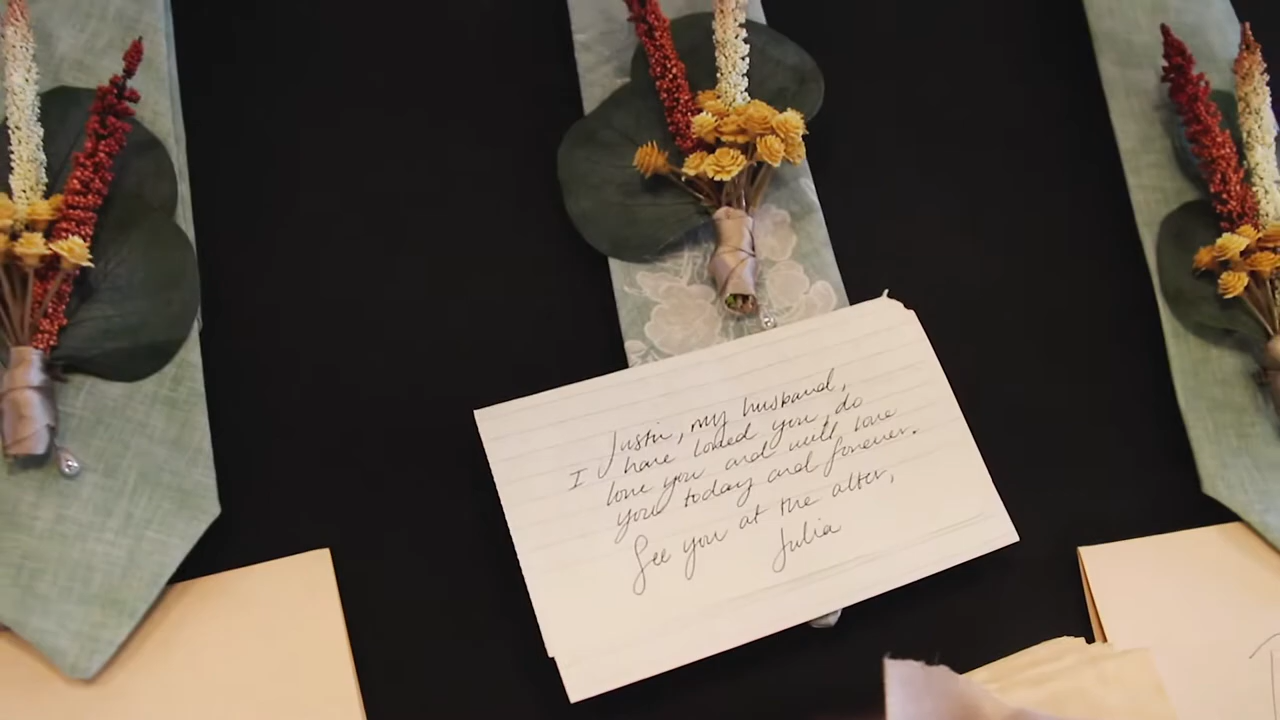 Justin, my husband,
I have loved you, do
love you and will love
you today and forever.
See you at the alter,
Julia